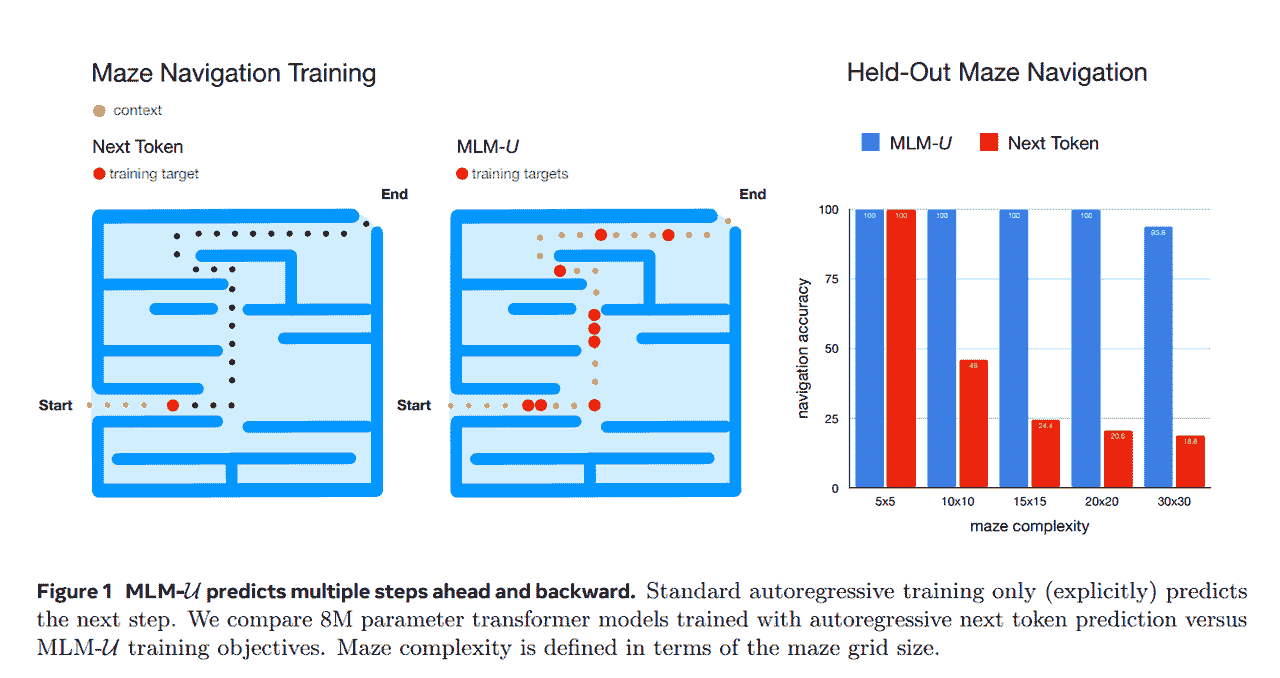 Maze Navigation Training
context
Next Token
training target
End
Start
MLM-U
training targets
End
Start
Held-Out Maze Navigation
MLM-U
Next Token
navigation accuracy
100
75
50
25
0
100
100
100
46
100
24.4
100
20.6
93.8
18.8
5x5
10x10
15x15
20x20
30x30
maze complexity
Figure 1 MLM-𝒰 predicts multiple steps ahead and backward. Standard autoregressive training only (explicitly) predicts
the next step. We compare 8M parameter transformer models trained with autoregressive next token prediction versus
MLM-𝒰 training objectives. Maze complexity is defined in terms of the maze grid size.